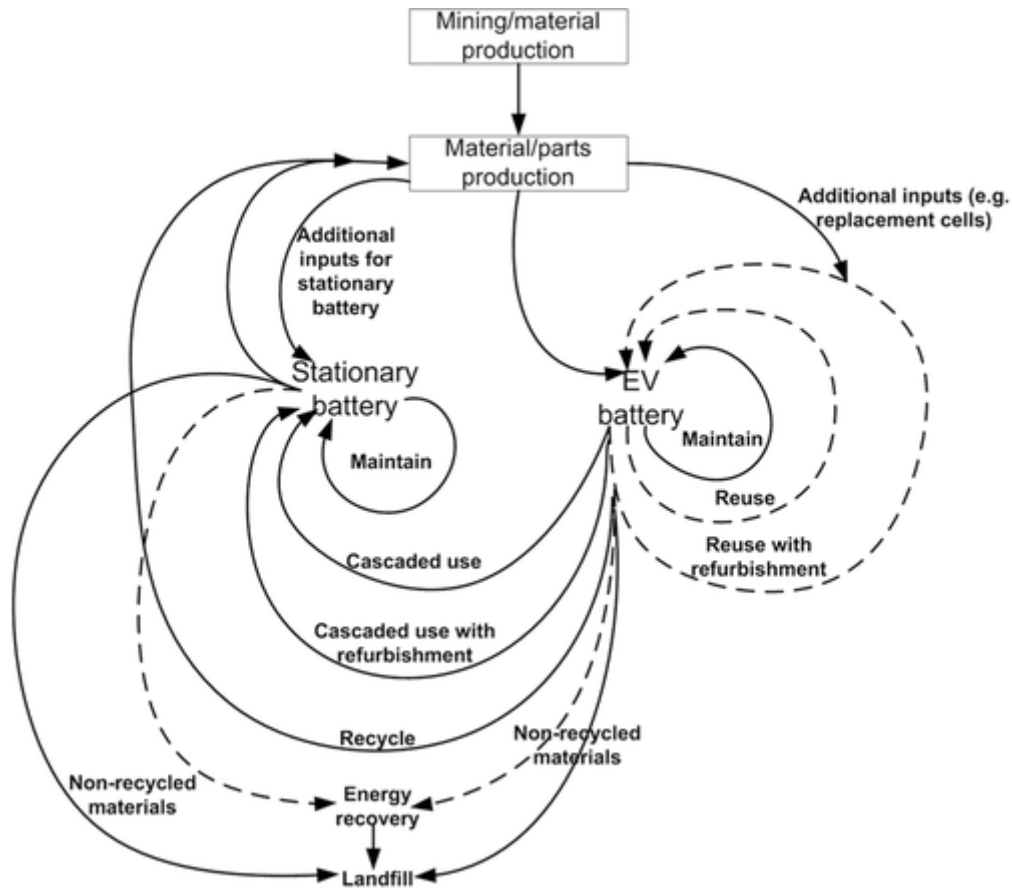 Mining/material
production
Material/parts
production
Additional inputs (e.g.
replacement cells)
Additional
inputs for
stationary
battery
Stationary
battery
EV
battery
Maintain
Maintain
Reuse
Reuse with
refurbishment
Cascaded use
Cascaded use with
refurbishment
Recycle
Non-recycled
materials
Non-recycled
materials
Energy
recovery
Landfill